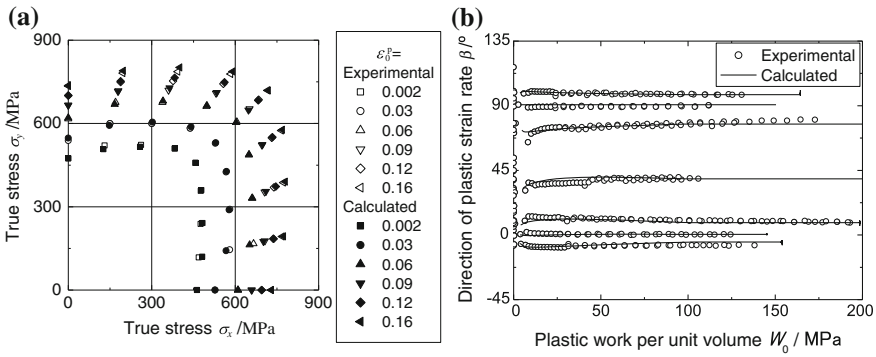 (a)
900
600
300
0
0 300 600 900
True stress σy /MPa
True stress σx /MPa
ε0p=
Experimental
0.002
0.03
0.06
0.09
0.12
0.16
Calculated
0.002
0.03
0.06
0.09
0.12
0.16
(b)
135
90
45
0
-45
0 50 100 150 200
Direction of plastic strain rate β/°
Plastic work per unit volume W0 / MPa
Experimental
Calculated